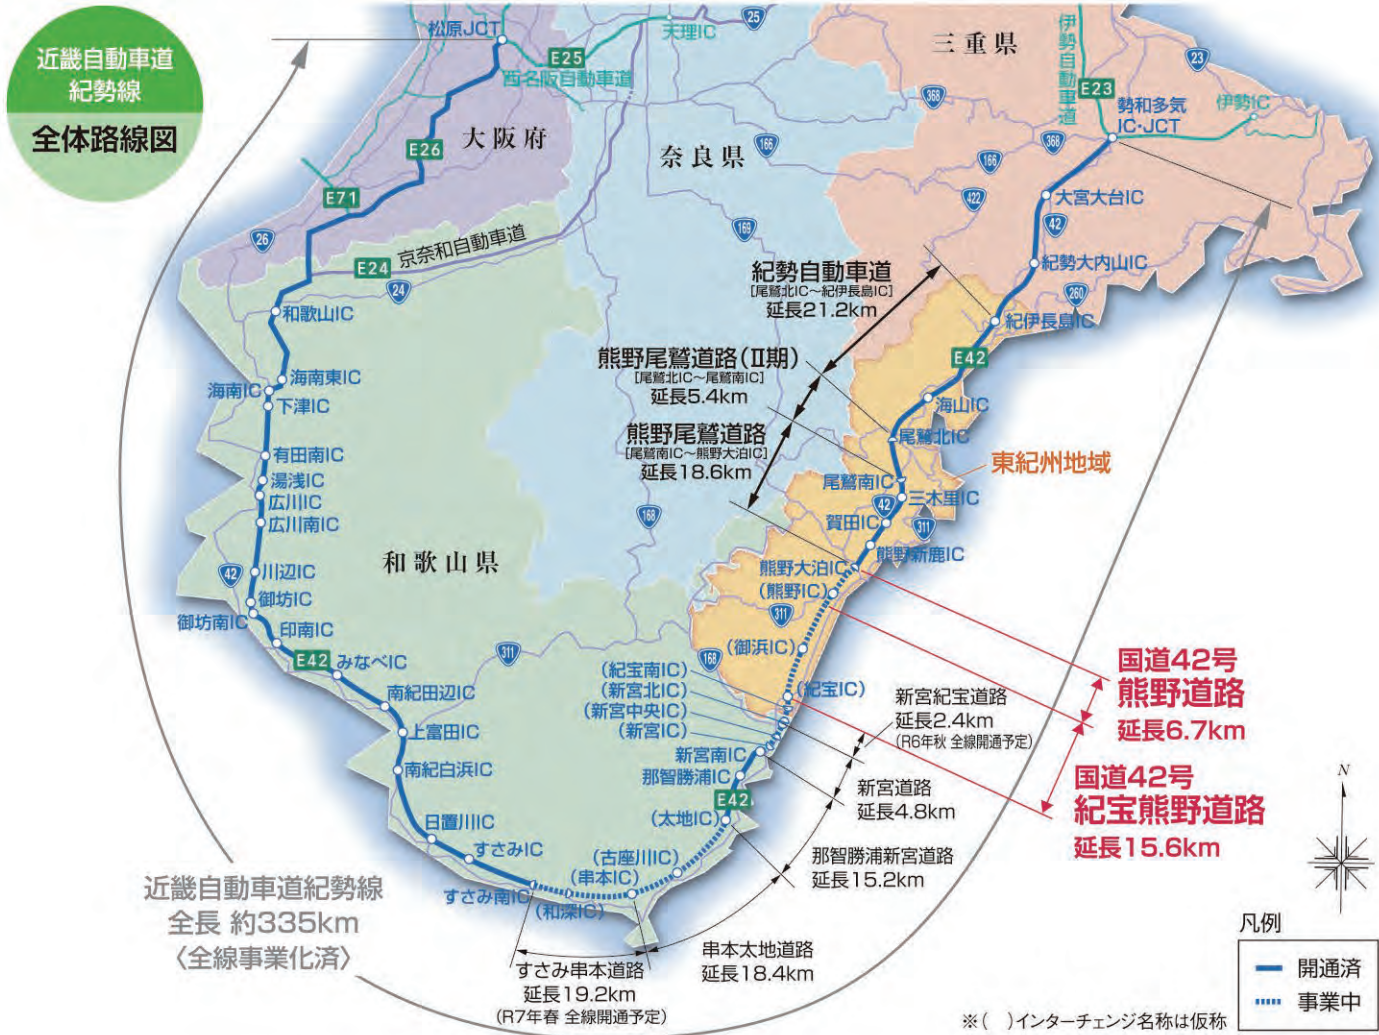 近畿自動車道
紀勢線
全体路線図
松原JCT
天理IC
25
E25
西名阪自動車道
三重県
伊勢自動車道
23
E23
勢和多気
IC・JCT
伊勢IC
368
大阪府
E26
奈良県
166
368
166
E71
422
大宮大台IC
42
26
169
京奈和自動車道
E24
24
紀勢大内山IC
260
紀勢自動車道
[尾鷲北IC～紀伊長島IC]
延長21.2km
和歌山IC
紀伊長島IC
E42
熊野尾鷲道路(Ⅱ期)
[尾鷲北IC～尾鷲南IC]
延長5.4km
海南東IC
海南IC
下津IC
海山IC
尾鷲北IC
熊野尾鷲道路
[尾鷲南IC～熊野大泊IC]
延長18.6km
東紀州地域
有田南IC
湯浅IC
広川IC
広川南IC
尾鷲南IC
三木里IC
42
賀田IC
311
168
熊野新鹿IC
和歌山県
熊野大泊IC
(熊野IC)
42
川辺IC
御坊IC
御坊南IC
印南IC
311
(御浜IC)
311
168
E42
みなべIC
(紀宝南IC)
(紀宝IC)
(新宮北IC)
(新宮中央IC)
(新宮IC)
南紀田辺IC
上富田IC
国道42号
熊野道路
延長6.7km
新宮紀宝道路
延長2.4km
(R6年秋 全線開通予定)
新宮南IC
那智勝浦IC
南紀白浜IC
E42
新宮道路
延長4.8km
国道42号
紀宝熊野道路
延長15.6km
N
(太地IC)
日置川IC
すさみIC
(古座川IC)
(串本IC)
那智勝浦新宮道路
延長15.2km
すさみ南IC
(和深IC)
近畿自動車道紀勢線
全長 約335km
〈全線事業化済〉
串本太地道路
延長18.4km
すさみ串本道路
延長19.2km
(R7年春 全線開通予定)
凡例
開通済
事業中
※( )インターチェンジ名称は仮称